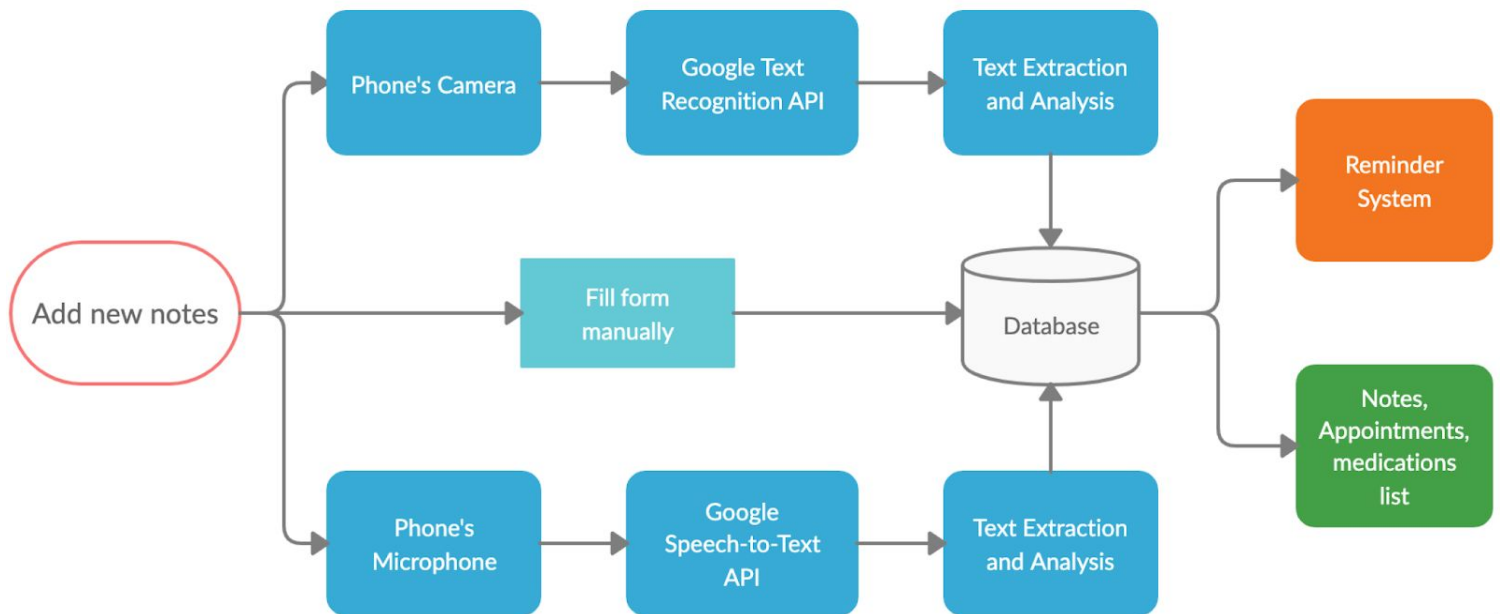 Phone's Camera
Google Text
Recognition API
Text Extraction
and Analysis
Reminder
System
Add new notes
Fill form
manually
Database
Notes,
Appointments,
medications
list
Phone's
Microphone
Google
Speech-to-Text
API
Text Extraction
and Analysis